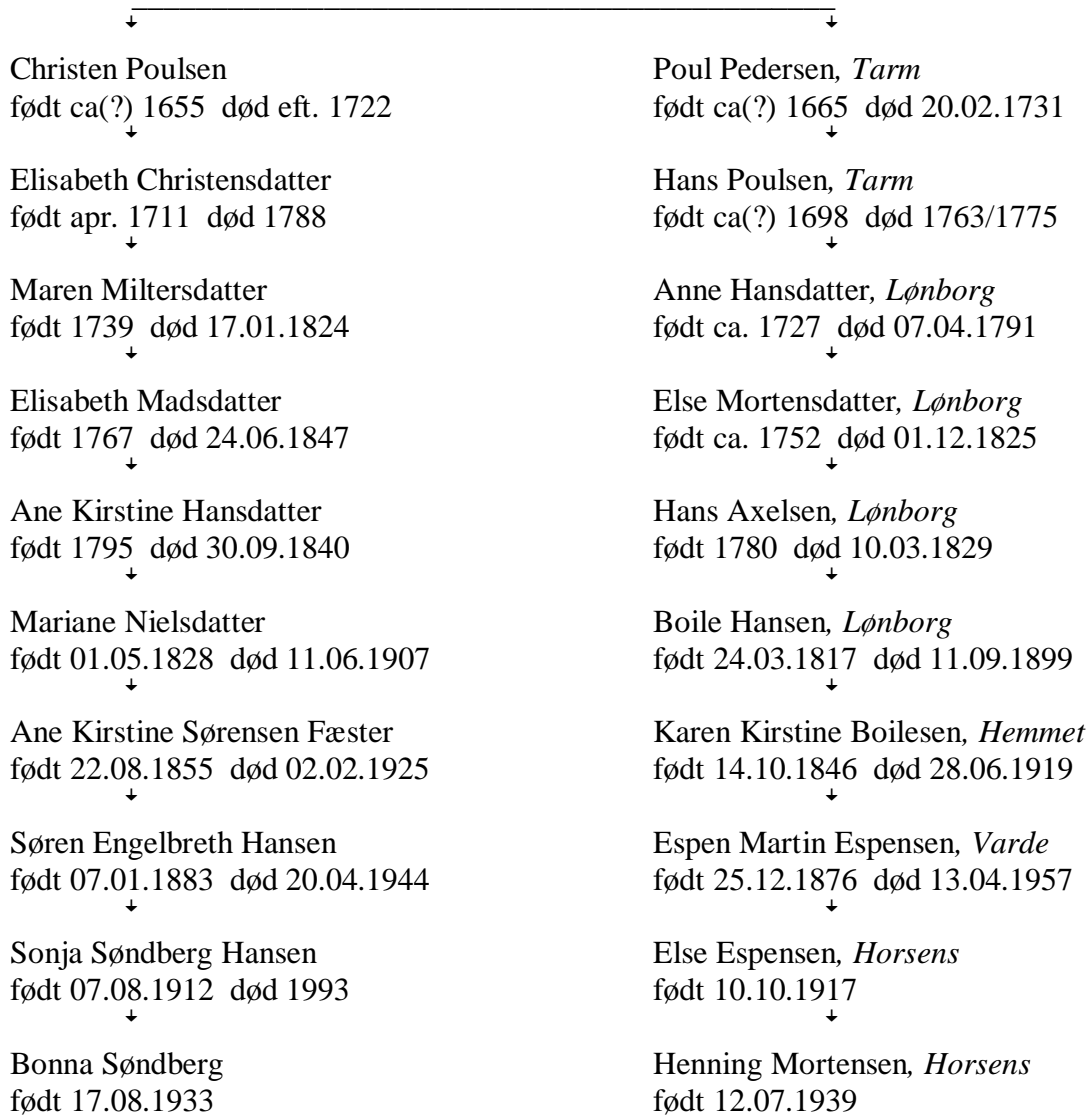 Christen Poulsen
født ca(?) 1655 død eft. 1722
Elisabeth Christensdatter
født apr. 1711 død 1788
Maren Miltersdatter
født 1739 død 17.01.1824
Elisabeth Madsdatter
født 1767 død 24.06.1847
Ane Kirstine Hansdatter
født 1795 død 30.09.1840
Mariane Nielsdatter
født 01.05.1828 død 11.06.1907
Ane Kirstine Sørensen Fæster
født 22.08.1855 død 02.02.1925
Søren Engelbreth Hansen
født 07.01.1883 død 20.04.1944
Sonja Søndberg Hansen
født 07.08.1912 død 1993
Bonna Søndberg
født 17.08.1933
Poul Pedersen, Tarm
født ca(?) 1665 død 20.02.1731
Hans Poulsen, Tarm
født ca(?) 1698 død 1763/1775
Anne Hansdatter, Lønborg
født ca. 1727 død 07.04.1791
Else Mortensdatter, Lønborg
født ca. 1752 død 01.12.1825
Hans Axelsen, Lønborg
født 1780 død 10.03.1829
Boile Hansen, Lønborg
født 24.03.1817 død 11.09.1899
Karen Kirstine Boilesen, Hemmet
født 14.10.1846 død 28.06.1919
Espen Martin Espensen, Varde
født 25.12.1876 død 13.04.1957
Else Espensen, Horsens
født 10.10.1917
Henning Mortensen, Horsens
født 12.07.1939